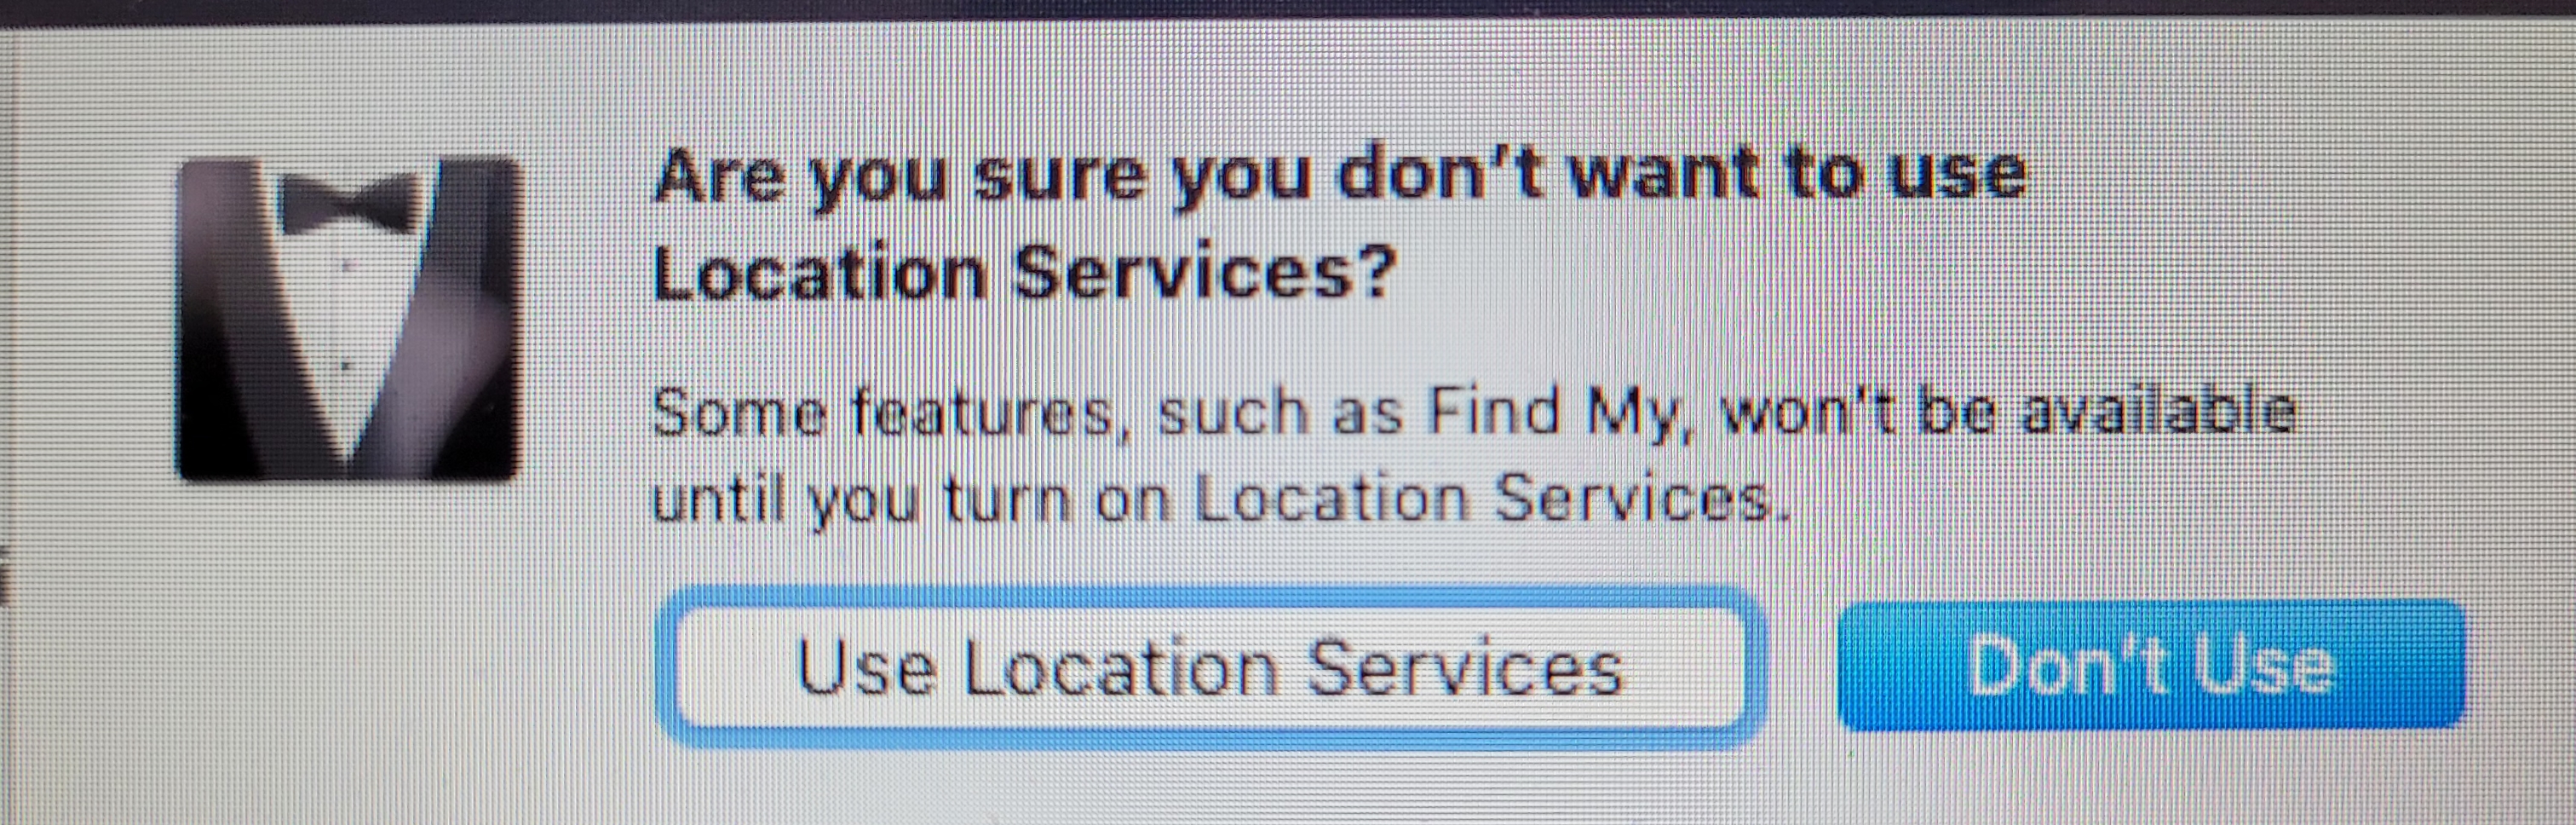 Are you sure you don’t want to use
Location Services?
Some features, such as Find My, won’t be available
until you turn on Location Services.
Use Location Services
Don’t Use